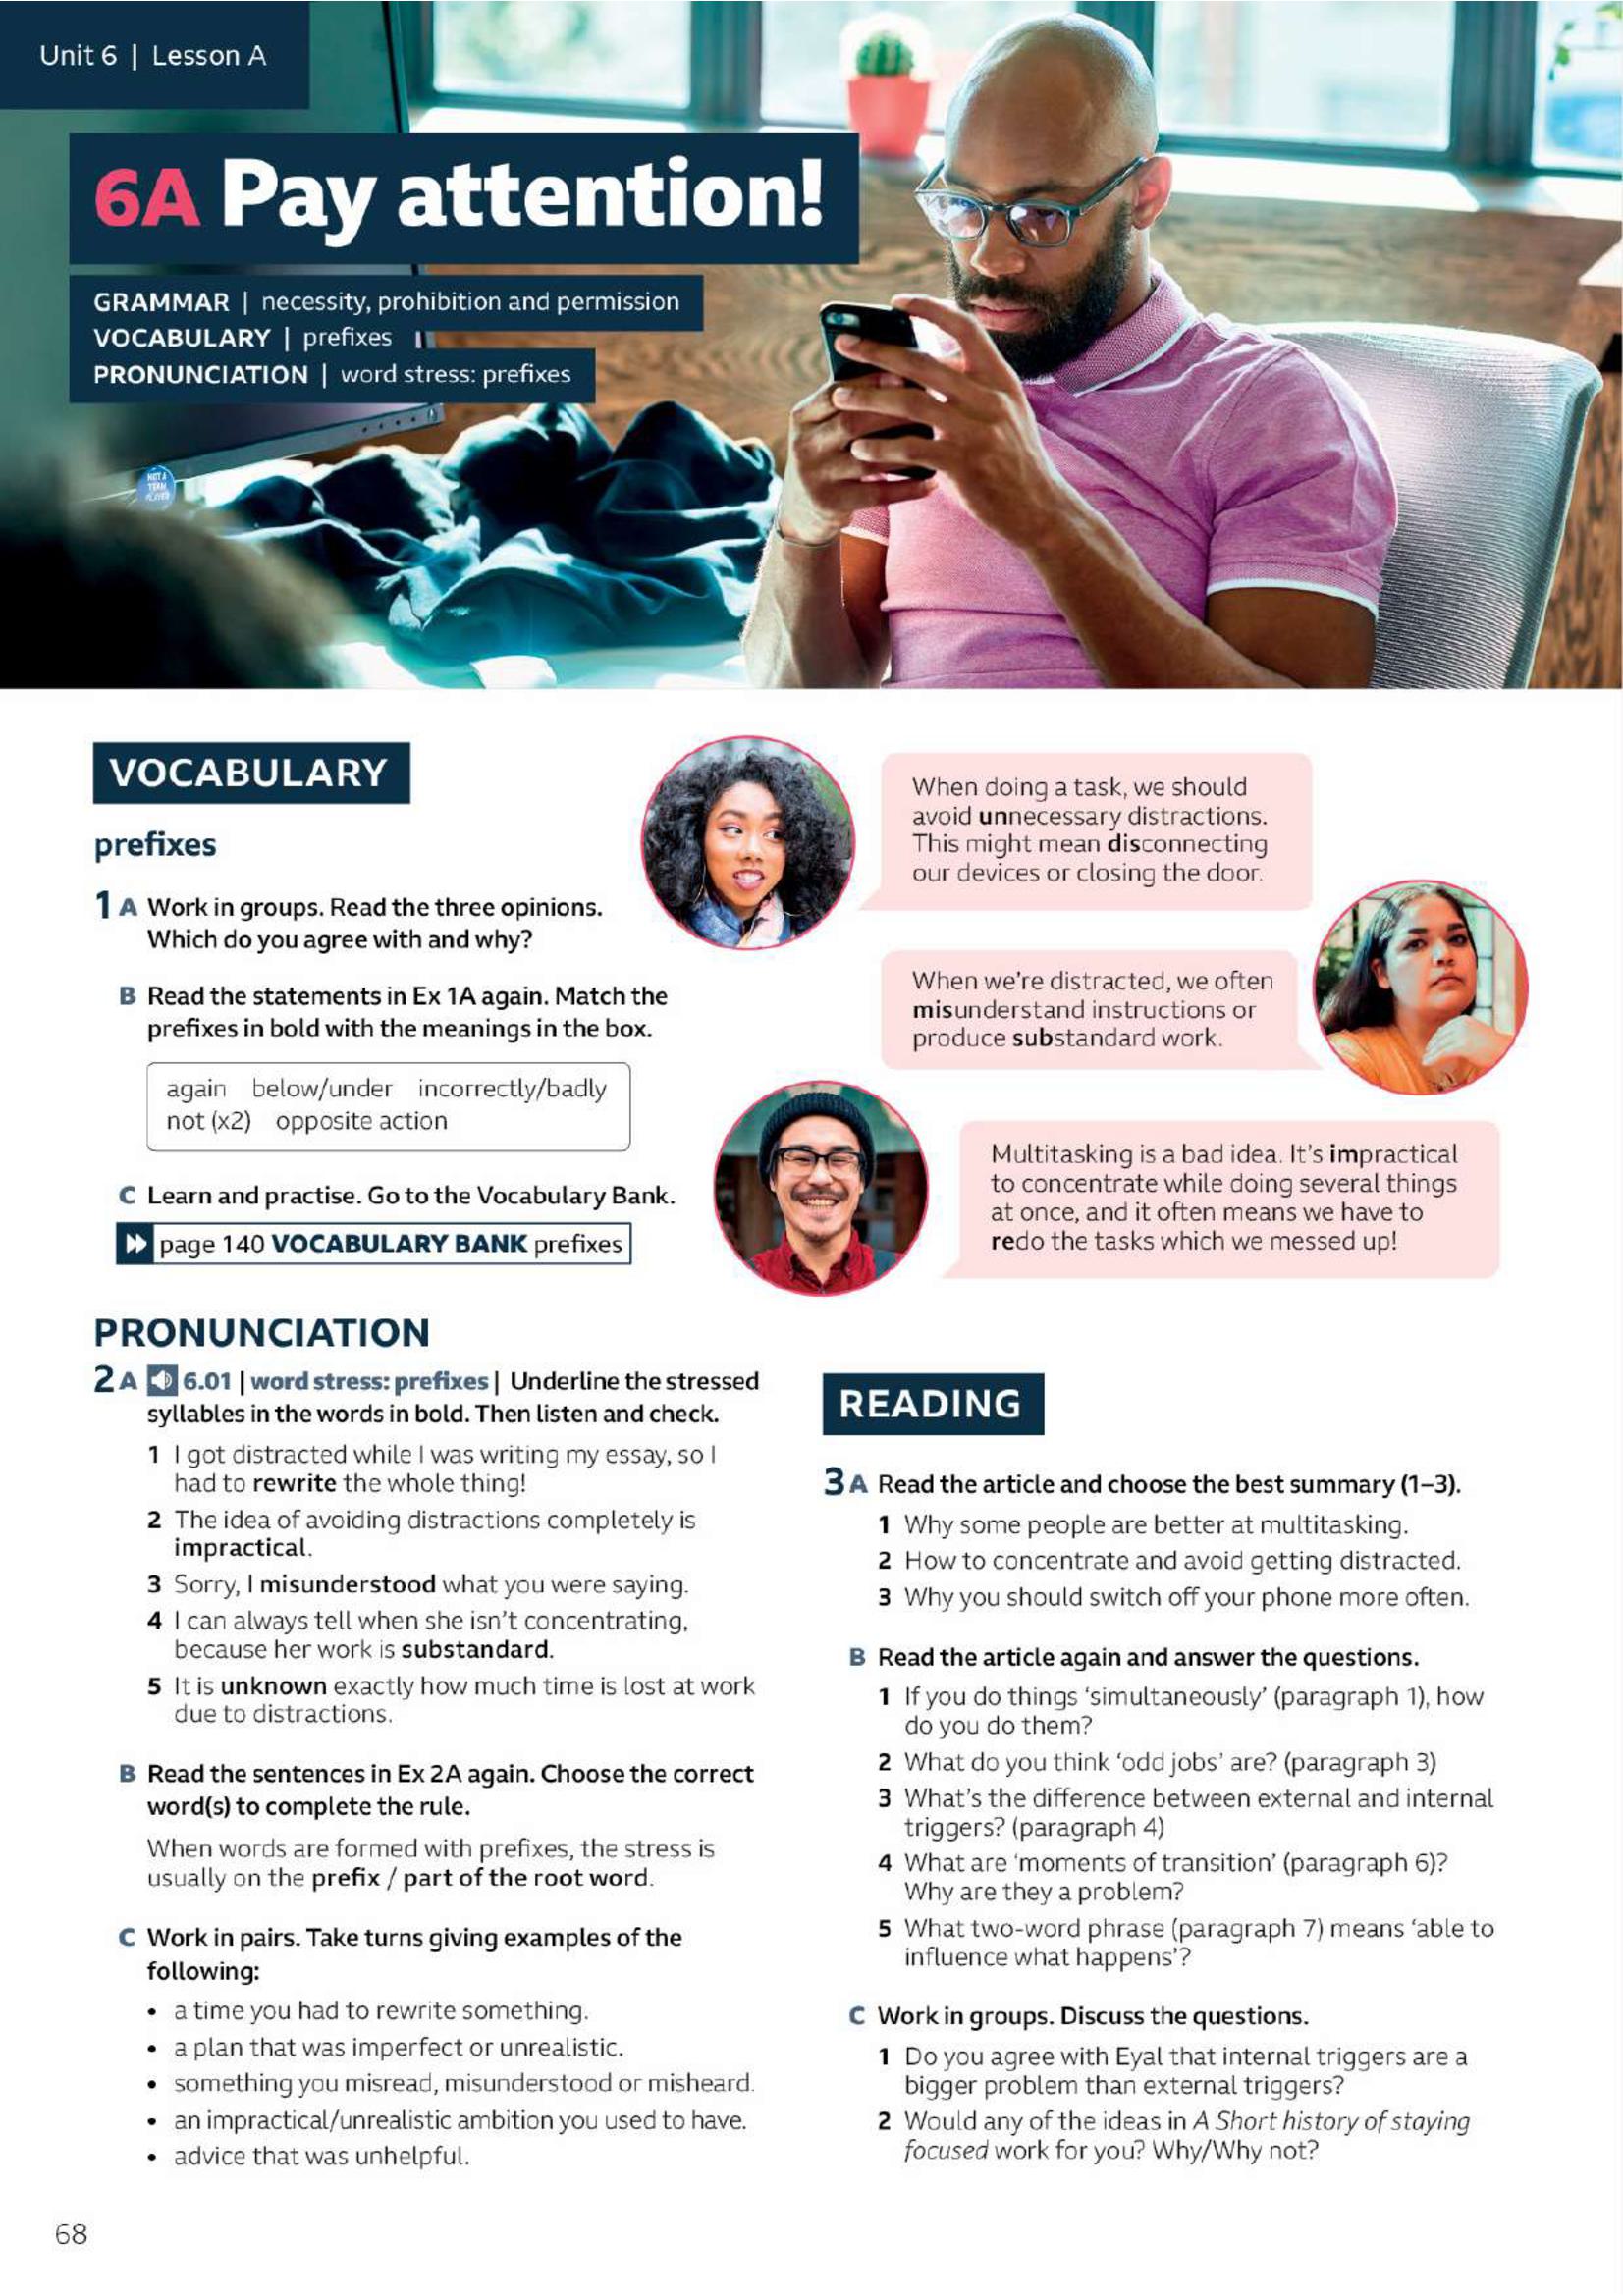 Unit 6 | Lesson A
6A Pay attention!
GRAMMAR | necessity, prohibition and permission
VOCABULARY | prefixes
PRONUNCIATION | word stress: prefixes
NOT A
TEAM
PLAYER
VOCABULARY
prefixes
1 A Work in groups. Read the three opinions.
Which do you agree with and why?
B Read the statements in Ex 1A again. Match the
prefixes in bold with the meanings in the box.
again below/under incorrectly/badly
not (x2) opposite action
C Learn and practise. Go to the Vocabulary Bank.
page 140 VOCABULARY BANK prefixes
When doing a task, we should
avoid unnecessary distractions.
This might mean disconnecting
our devices or closing the door.
When we're distracted, we often
misunderstand instructions or
produce substandard work.
Multitasking is a bad idea. It's impractical
to concentrate while doing several things
at once, and it often means we have to
redo the tasks which we messed up!
PRONUNCIATION
2 A 6.01 | word stress: prefixes | Underline the stressed
syllables in the words in bold. Then listen and check.
1 I got distracted while I was writing my essay, so I
had to rewrite the whole thing!
2 The idea of avoiding distractions completely is
impractical.
3 Sorry, I misunderstood what you were saying.
4 I can always tell when she isn't concentrating,
because her work is substandard.
5 It is unknown exactly how much time is lost at work
due to distractions.
B Read the sentences in Ex 2A again. Choose the correct
word(s) to complete the rule.
When words are formed with prefixes, the stress is
usually on the prefix / part of the root word.
C Work in pairs. Take turns giving examples of the
following:
• a time you had to rewrite something.
• a plan that was imperfect or unrealistic.
• something you misread, misunderstood or misheard.
• an impractical/unrealistic ambition you used to have.
• advice that was unhelpful.
READING
3 A Read the article and choose the best summary (1–3).
1 Why some people are better at multitasking.
2 How to concentrate and avoid getting distracted.
3 Why you should switch off your phone more often.
B Read the article again and answer the questions.
1 If you do things 'simultaneously' (paragraph 1), how
do you do them?
2 What do you think 'odd jobs' are? (paragraph 3)
3 What's the difference between external and internal
triggers? (paragraph 4)
4 What are 'moments of transition' (paragraph 6)?
Why are they a problem?
5 What two-word phrase (paragraph 7) means 'able to
influence what happens'?
C Work in groups. Discuss the questions.
1 Do you agree with Eyal that internal triggers are a
bigger problem than external triggers?
2 Would any of the ideas in A Short history of staying
focused work for you? Why/Why not?
68